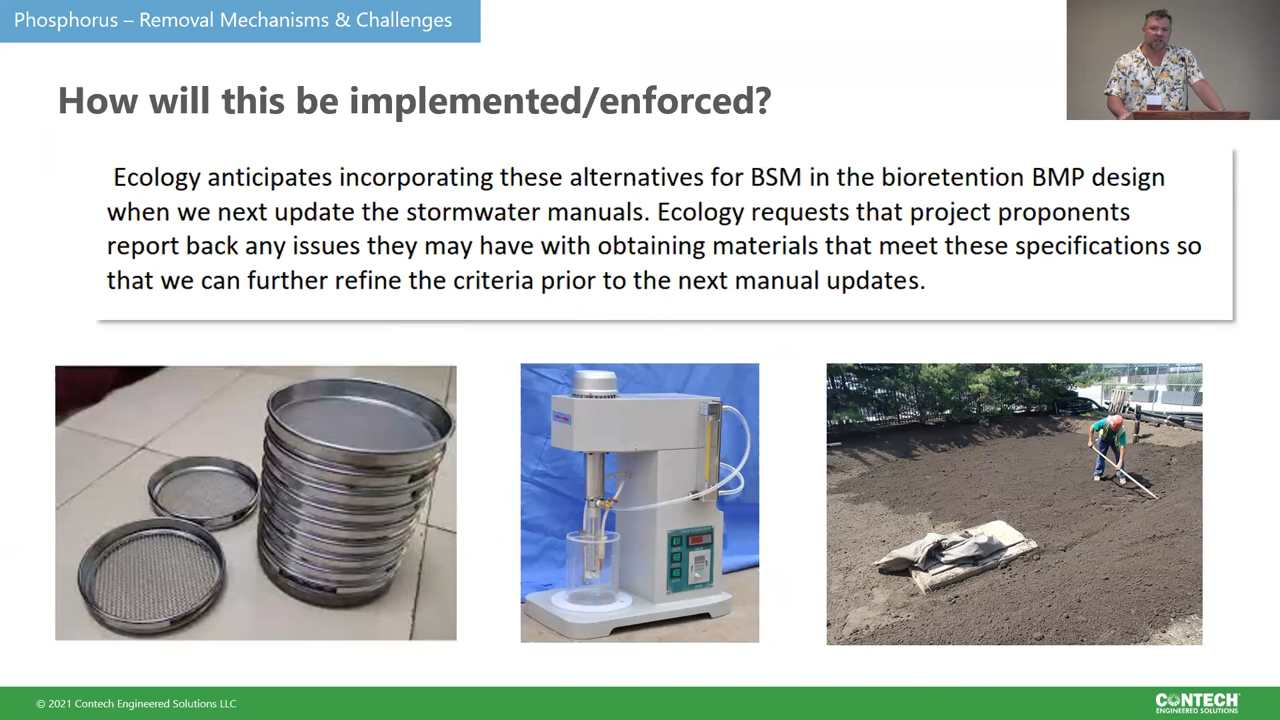 Phosphorus – Removal Mechanisms & Challenges
How will this be implemented/enforced?
Ecology anticipates incorporating these alternatives for BSM in the bioretention BMP design
when we next update the stormwater manuals. Ecology requests that project proponents
report back any issues they may have with obtaining materials that meet these specifications so
that we can further refine the criteria prior to the next manual updates.
© 2021 Contech Engineered Solutions LLC
CONTECH
ENGINEERED SOLUTIONS